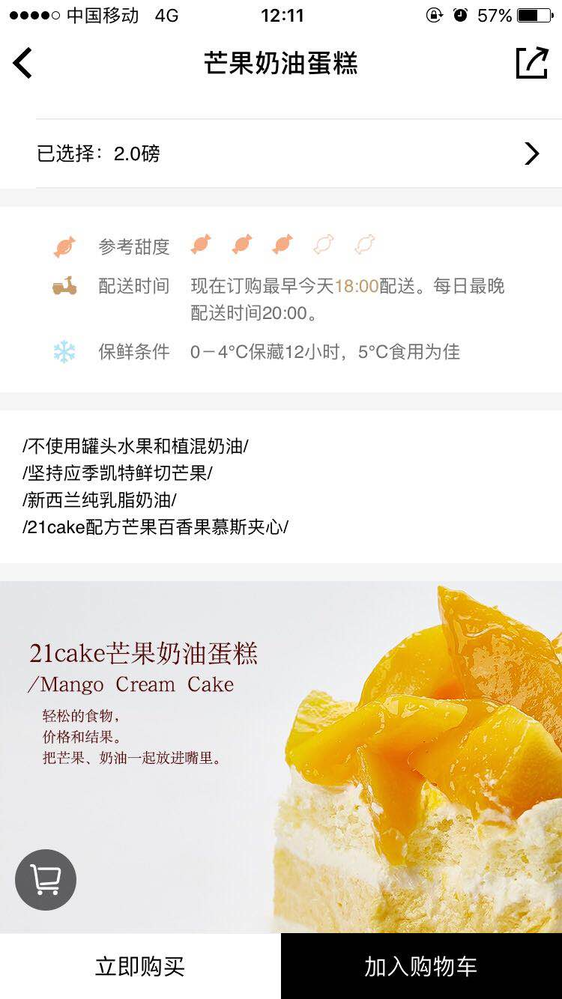 中国移动 4G 12:11 57%
芒果奶油蛋糕
已选择：2.0磅
参考甜度
配送时间 现在订购最早今天18:00配送。每日最晚
配送时间20:00。
保鲜条件 0－4°C保藏12小时，5°C食用为佳
/不使用罐头水果和植混奶油/
/坚持应季凯特鲜切芒果/
/新西兰纯乳脂奶油/
/21cake配方芒果百香果慕斯夹心/
21cake芒果奶油蛋糕
/Mango Cream Cake
轻松的食物，
价格和结果。
把芒果、奶油一起放进嘴里。
立即购买 加入购物车